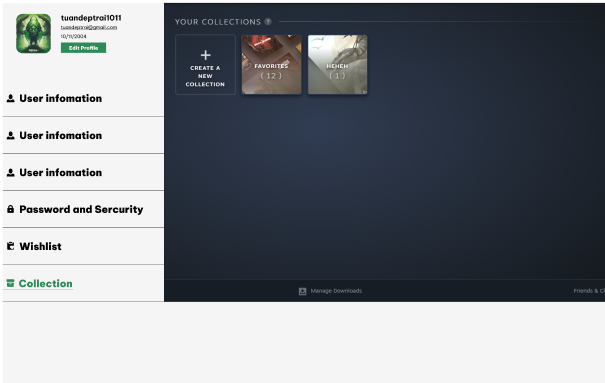 tuandeptrai1011
tuandeptrai@gmail.com
10/11/2004
Edit Profile
User infomation
User infomation
User infomation
Password and Sercurity
Wishlist
Collection
YOUR COLLECTIONS ?
+
CREATE A
NEW
COLLECTION
FAVORITES
( 12 )
HEHEH
( 1 )
Manage Downloads
Friends & C